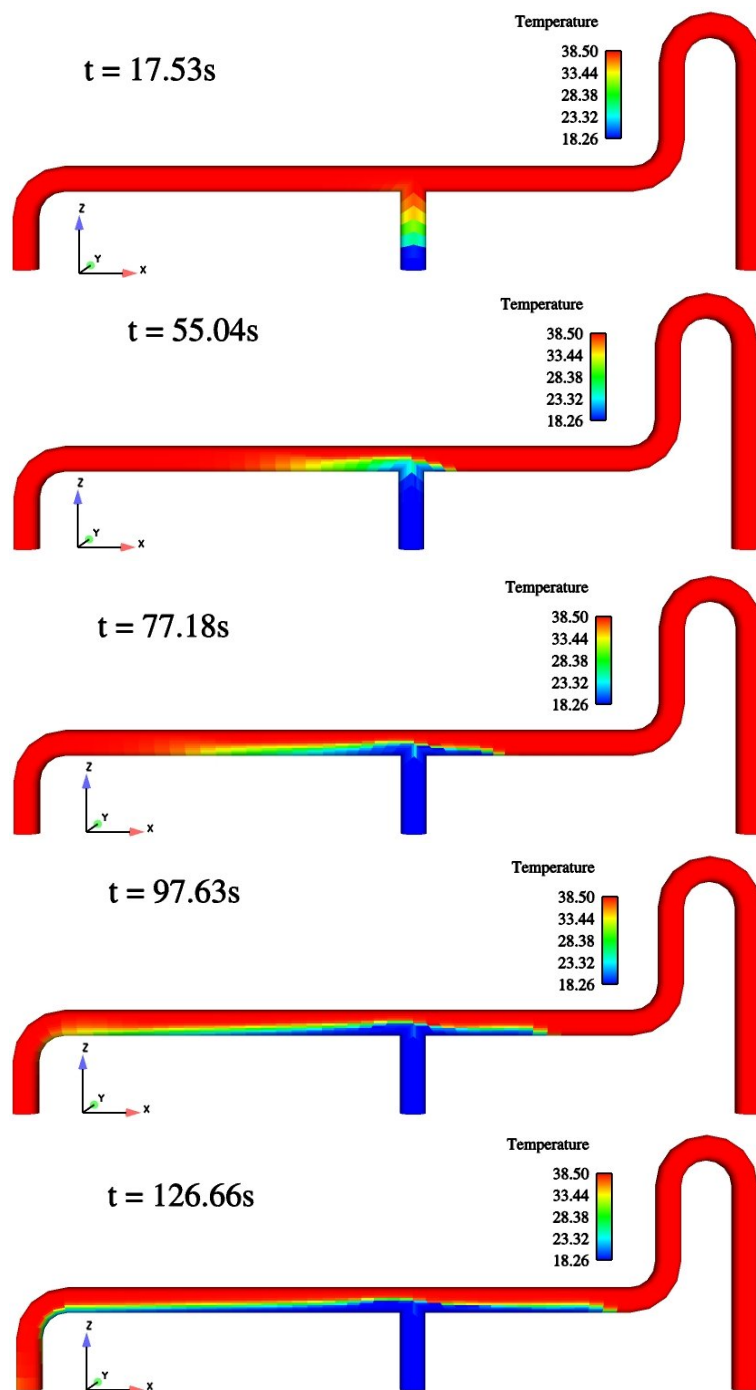 Temperature
t = 17.53s
38.50
33.44
28.38
23.32
18.26
Z
Y
X
Temperature
t = 55.04s
38.50
33.44
28.38
23.32
18.26
Z
Y
X
Temperature
t = 77.18s
38.50
33.44
28.38
23.32
18.26
Z
Y
X
Temperature
t = 97.63s
38.50
33.44
28.38
23.32
18.26
Z
Y
X
Temperature
t = 126.66s
38.50
33.44
28.38
23.32
18.26
Z
Y
X